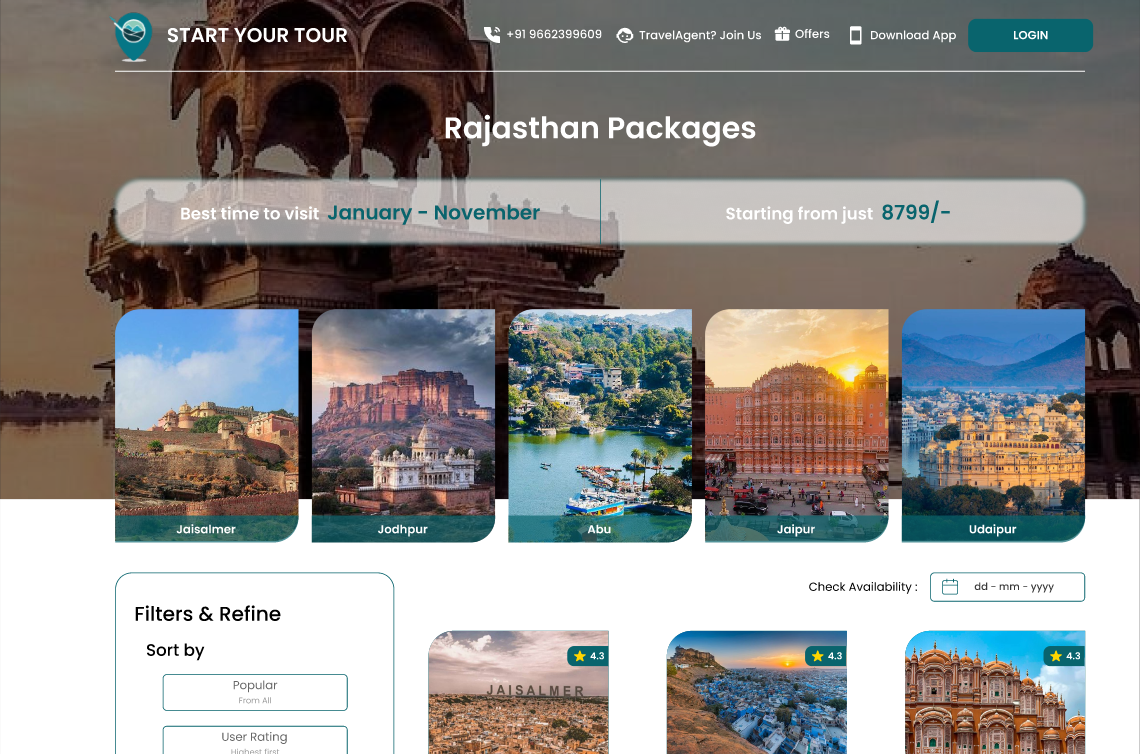 START YOUR TOUR
+91 9662399609
TravelAgent? Join Us
Offers
Download App
LOGIN
Rajasthan Packages
Best time to visit January - November
Starting from just 8799/-
Jaisalmer
Jodhpur
Abu
Jaipur
Udaipur
Check Availability :
dd - mm - yyyy
Filters & Refine
Sort by
Popular
From All
User Rating
Highest first
4.3
JAISALMER
4.3
4.3